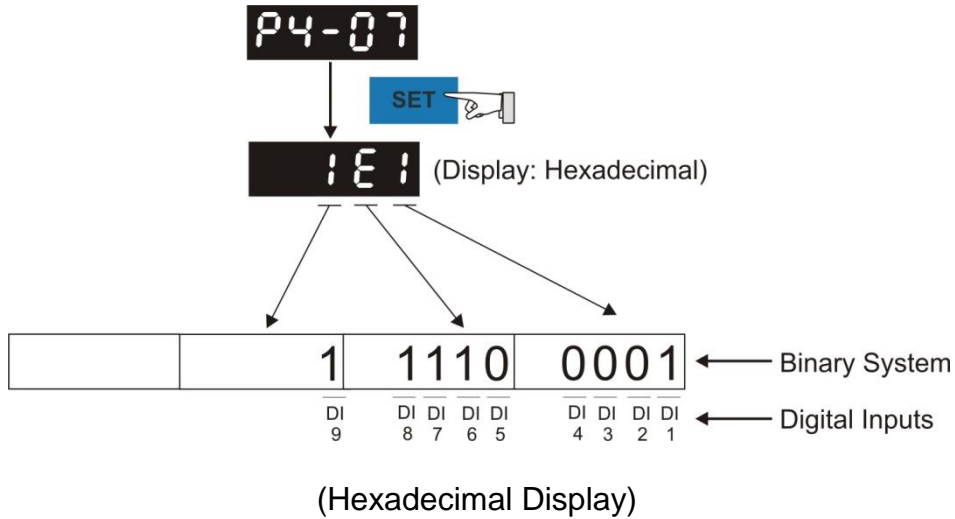 P4-07
SET
1E1 (Display: Hexadecimal)
1 1110 0001 Binary System
DI DI DI DI DI DI DI DI DI Digital Inputs
9 8 7 6 5 4 3 2 1
(Hexadecimal Display)